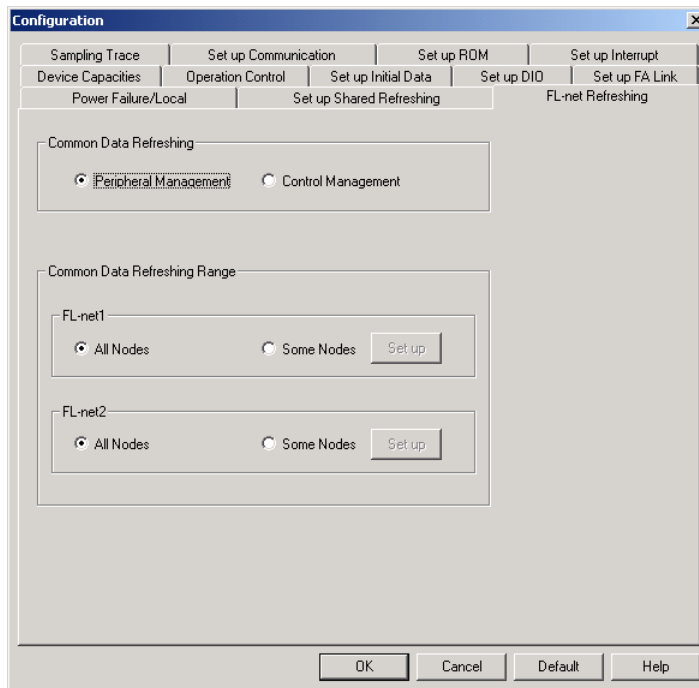 Configuration
Sampling Trace Set up Communication Set up ROM Set up Interrupt
Device Capacities Operation Control Set up Initial Data Set up DIO Set up FA Link
Power Failure/Local Set up Shared Refreshing FL-net Refreshing
Common Data Refreshing
Peripheral Management Control Management
Common Data Refreshing Range
FL-net1
All Nodes Some Nodes Set up
FL-net2
All Nodes Some Nodes Set up
OK Cancel Default Help